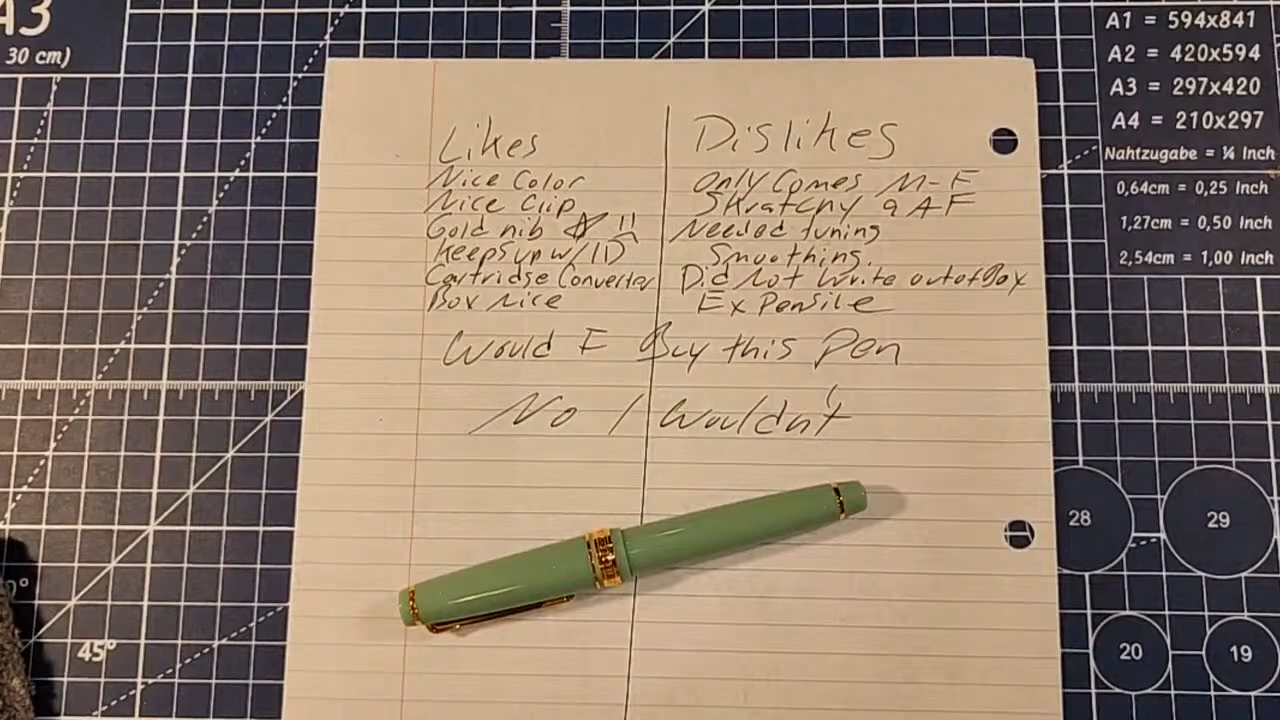 A3
30 cm)
A1 = 594x841
A2 = 420x594
A3 = 297x420
A4 = 210x297
Nahtzugabe = ¼ Inch
0,64cm = 0,25 Inch
1,27cm = 0,50 Inch
2,54cm = 1,00 Inch
Likes
Nice Color
Nice Clip
Gold nib
Keeps up w/
Cartridge Converter
Box Nice
Dislikes
Only Comes M-F
Skratchy AF
Needed tuning
Smoothing.
Did Not Write out of Box
Expensile
Would I Buy this Pen
No I Wouldn't
28
29
20
19
45°